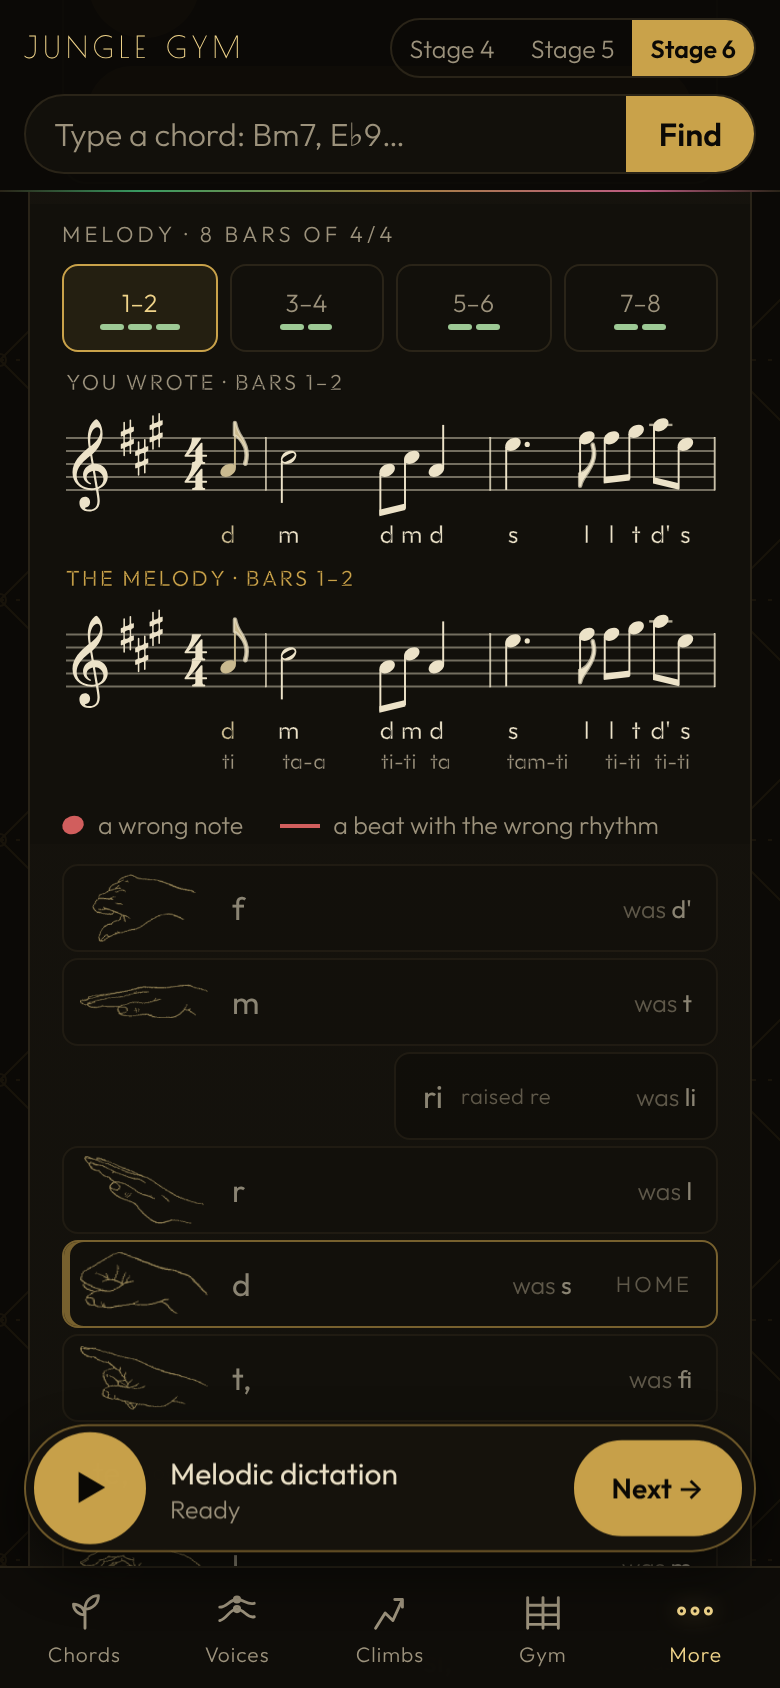 JUNGLE GYM
Stage 4 Stage 5 Stage 6
Type a chord: Bm7, E♭9... Find
MELODY · 8 BARS OF 4/4
1–2 3–4 5–6 7–8
YOU WROTE · BARS 1–2
4
4
d m d m d s l l t d' s
THE MELODY · BARS 1–2
4
4
d m d m d s l l t d' s
ti ta-a ti-ti ta tam-ti ti-ti ti-ti
a wrong note a beat with the wrong rhythm
f was d'
m was t
ri raised re was li
r was l
d was s HOME
t, was fi
Melodic dictation
Ready
Next →
Chords Voices Climbs Gym More